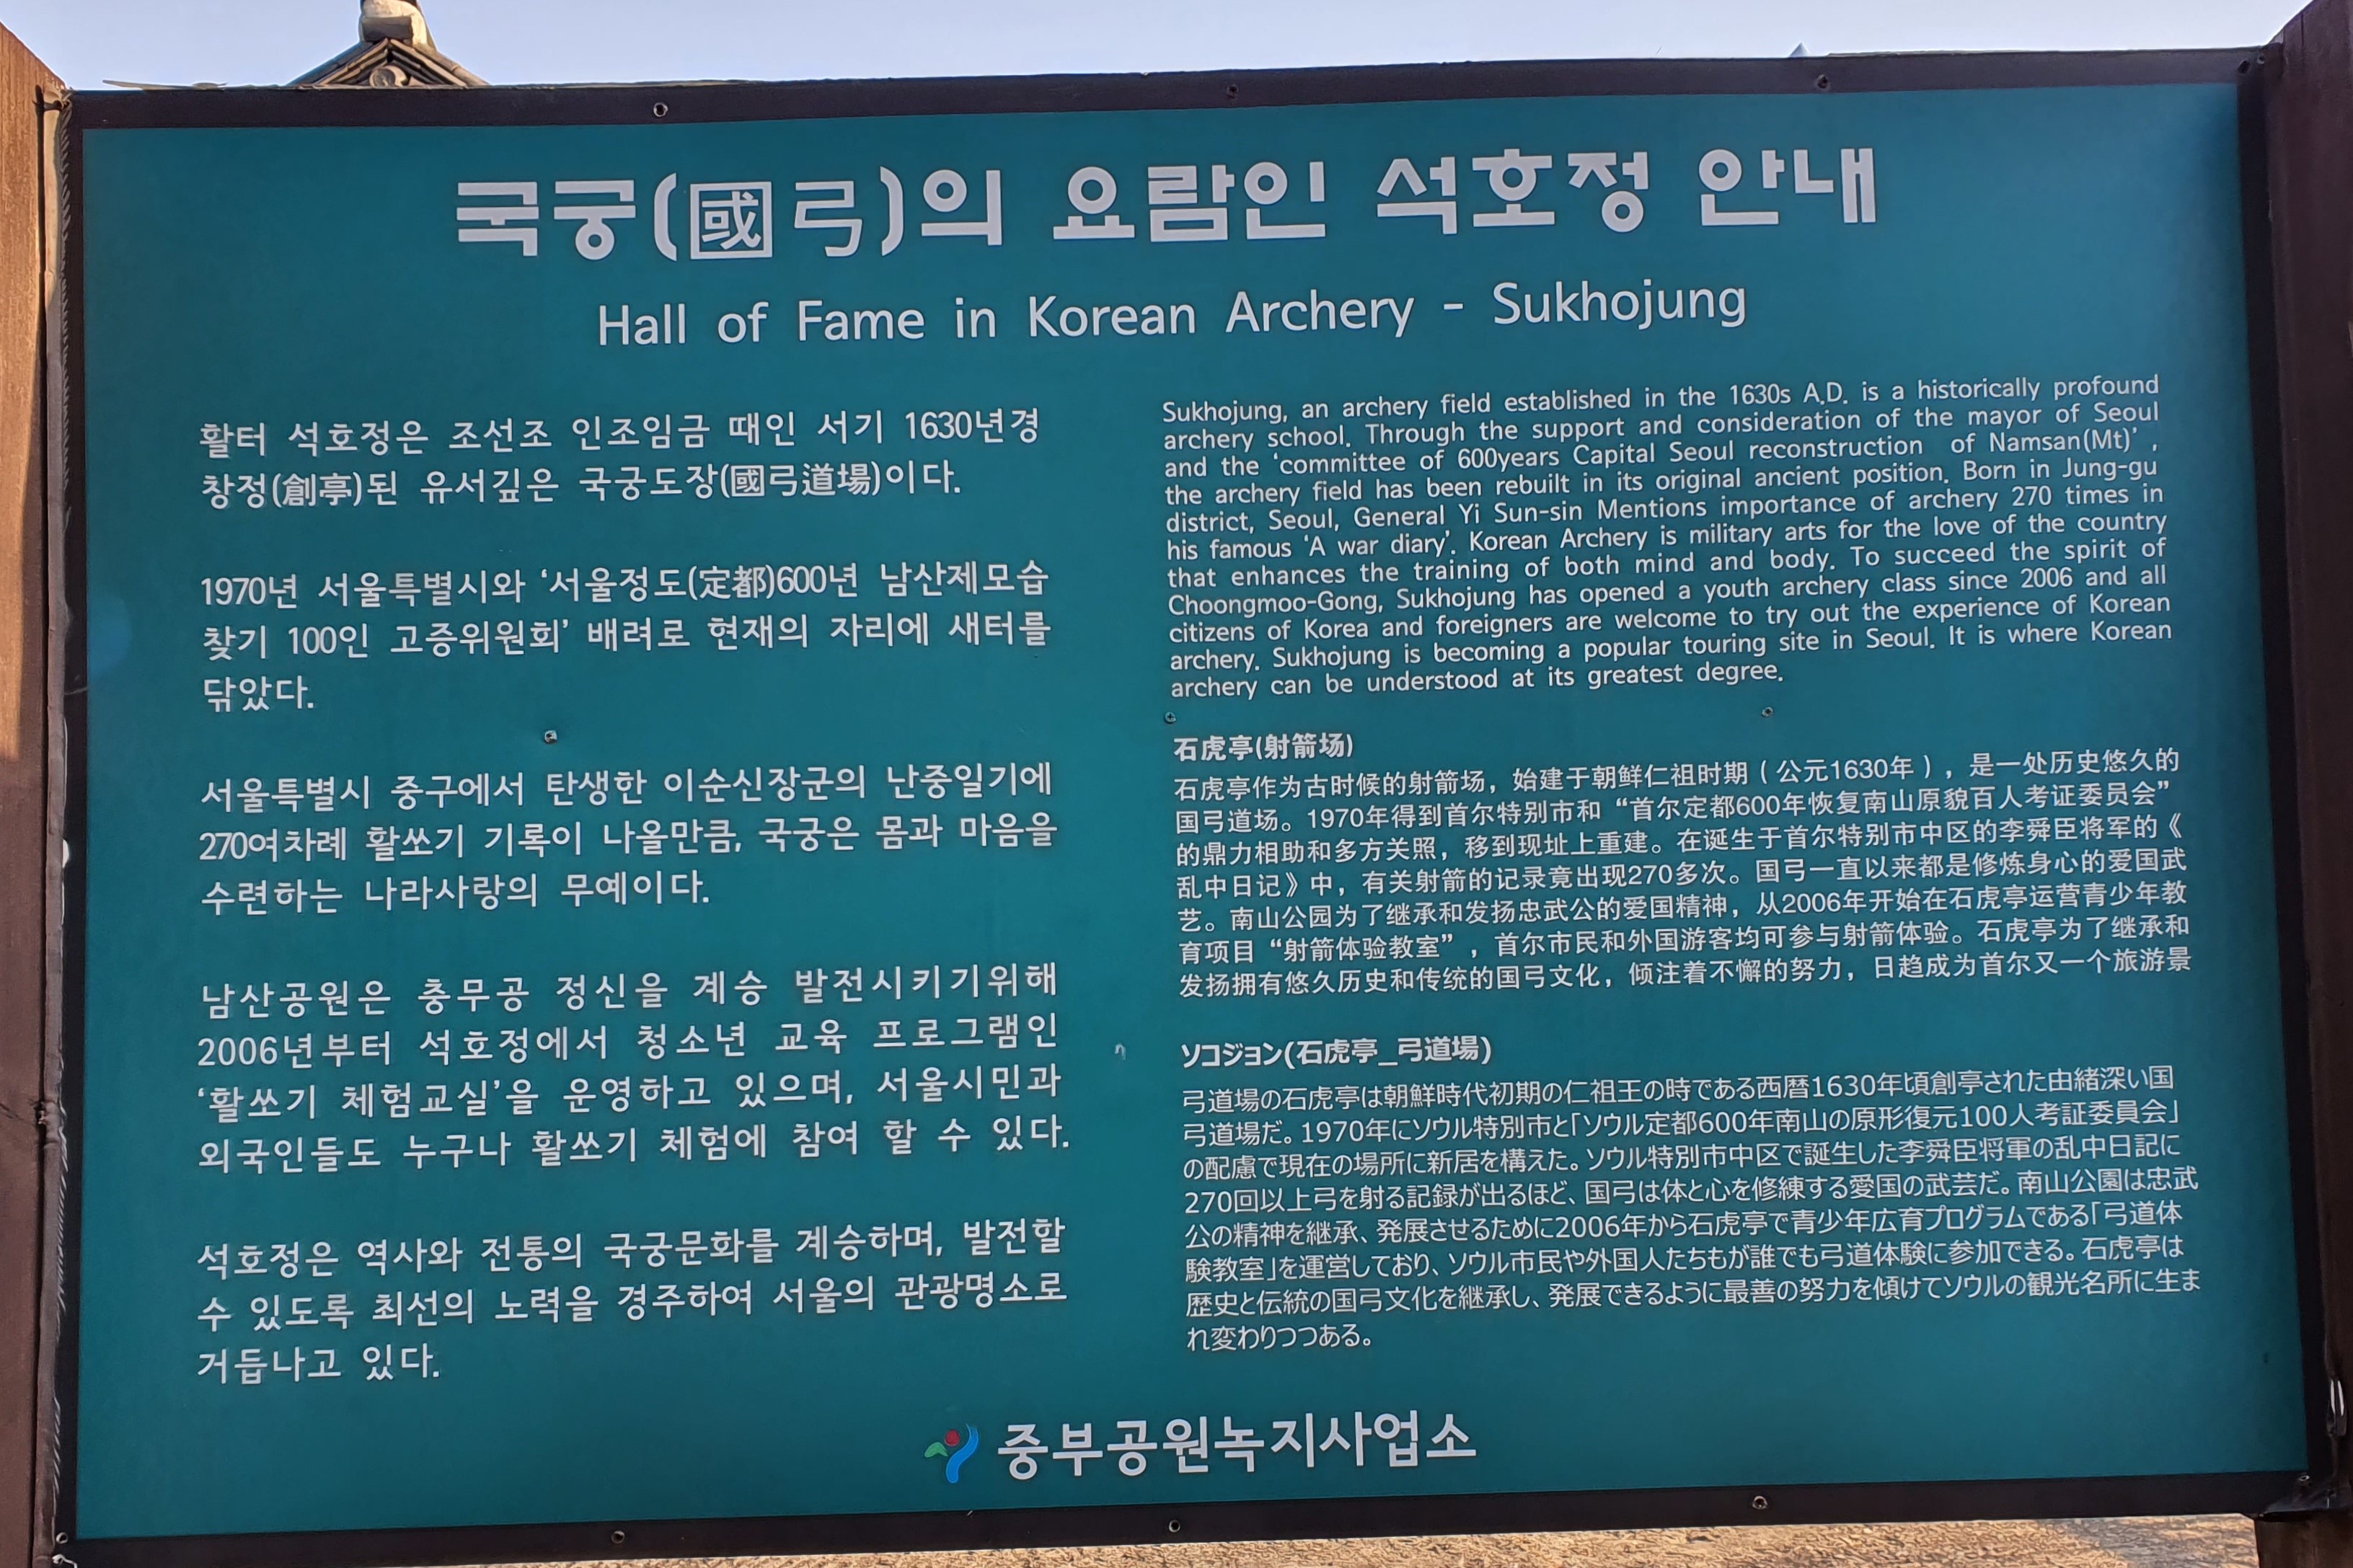 국궁(國弓)의 요람인 석호정 안내
Hall of Fame in Korean Archery - Sukhojung
활터 석호정은 조선조 인조임금 때인 서기 1630년경
창정(創亭)된 유서깊은 국궁도장(國弓道場)이다.
1970년 서울특별시와 ‘서울정도(定都)600년 남산제모습
찾기 100인 고증위원회’ 배려로 현재의 자리에 새터를
닦았다.
서울특별시 중구에서 탄생한 이순신장군의 난중일기에
270여차례 활쏘기 기록이 나올만큼, 국궁은 몸과 마음을
수련하는 나라사랑의 무예이다.
남산공원은 충무공 정신을 계승 발전시키기위해
2006년부터 석호정에서 청소년 교육 프로그램인
‘활쏘기 체험교실’을 운영하고 있으며, 서울시민과
외국인들도 누구나 활쏘기 체험에 참여 할 수 있다.
석호정은 역사와 전통의 국궁문화를 계승하며, 발전할
수 있도록 최선의 노력을 경주하여 서울의 관광명소로
거듭나고 있다.
Sukhojung, an archery field established in the 1630s A.D. is a historically profound
archery school. Through the support and consideration of the mayor of Seoul
and the ‘committee of 600years Capital Seoul reconstruction of Namsan(Mt)’ ,
the archery field has been rebuilt in its original ancient position. Born in Jung-gu
district, Seoul, General Yi Sun-sin Mentions importance of archery 270 times in
his famous ‘A war diary’. Korean Archery is military arts for the love of the country
that enhances the training of both mind and body. To succeed the spirit of
Choongmoo-Gong, Sukhojung has opened a youth archery class since 2006 and all
citizens of Korea and foreigners are welcome to try out the experience of Korean
archery. Sukhojung is becoming a popular touring site in Seoul. It is where Korean
archery can be understood at its greatest degree.
石虎亭(射箭场)
石虎亭作为古时候的射箭场，始建于朝鲜仁祖时期（公元1630年），是一处历史悠久的
国弓道场。1970年得到首尔特别市和“首尔定都600年恢复南山原貌百人考证委员会”
的鼎力相助和多方关照，移到现址上重建。在诞生于首尔特别市中区的李舜臣将军的《
乱中日记》中，有关射箭的记录竟出现270多次。国弓一直以来都是修炼身心的爱国武
艺。南山公园为了继承和发扬忠武公的爱国精神，从2006年开始在石虎亭运营青少年教
育项目“射箭体验教室”，首尔市民和外国游客均可参与射箭体验。石虎亭为了继承和
发扬拥有悠久历史和传统的国弓文化，倾注着不懈的努力，日趋成为首尔又一个旅游景
ソコジョン(石虎亭_弓道場)
弓道場の石虎亭は朝鮮時代初期の仁祖王の時である西暦1630年頃創亭された由緒深い国
弓道場だ。1970年にソウル特別市と「ソウル定都600年南山の原形復元100人考証委員会」
の配慮で現在の場所に新居を構えた。ソウル特別市中区で誕生した李舜臣将軍の乱中日記に
270回以上弓を射る記録が出るほど、国弓は体と心を修練する愛国の武芸だ。南山公園は忠武
公の精神を継承、発展させるために2006年から石虎亭で青少年広育プログラムである「弓道体
験教室」を運営しており、ソウル市民や外国人たちもが誰でも弓道体験に参加できる。石虎亭は
歴史と伝統の国弓文化を継承し、発展できるように最善の努力を傾けてソウルの観光名所に生ま
れ変わりつつある。
중부공원녹지사업소